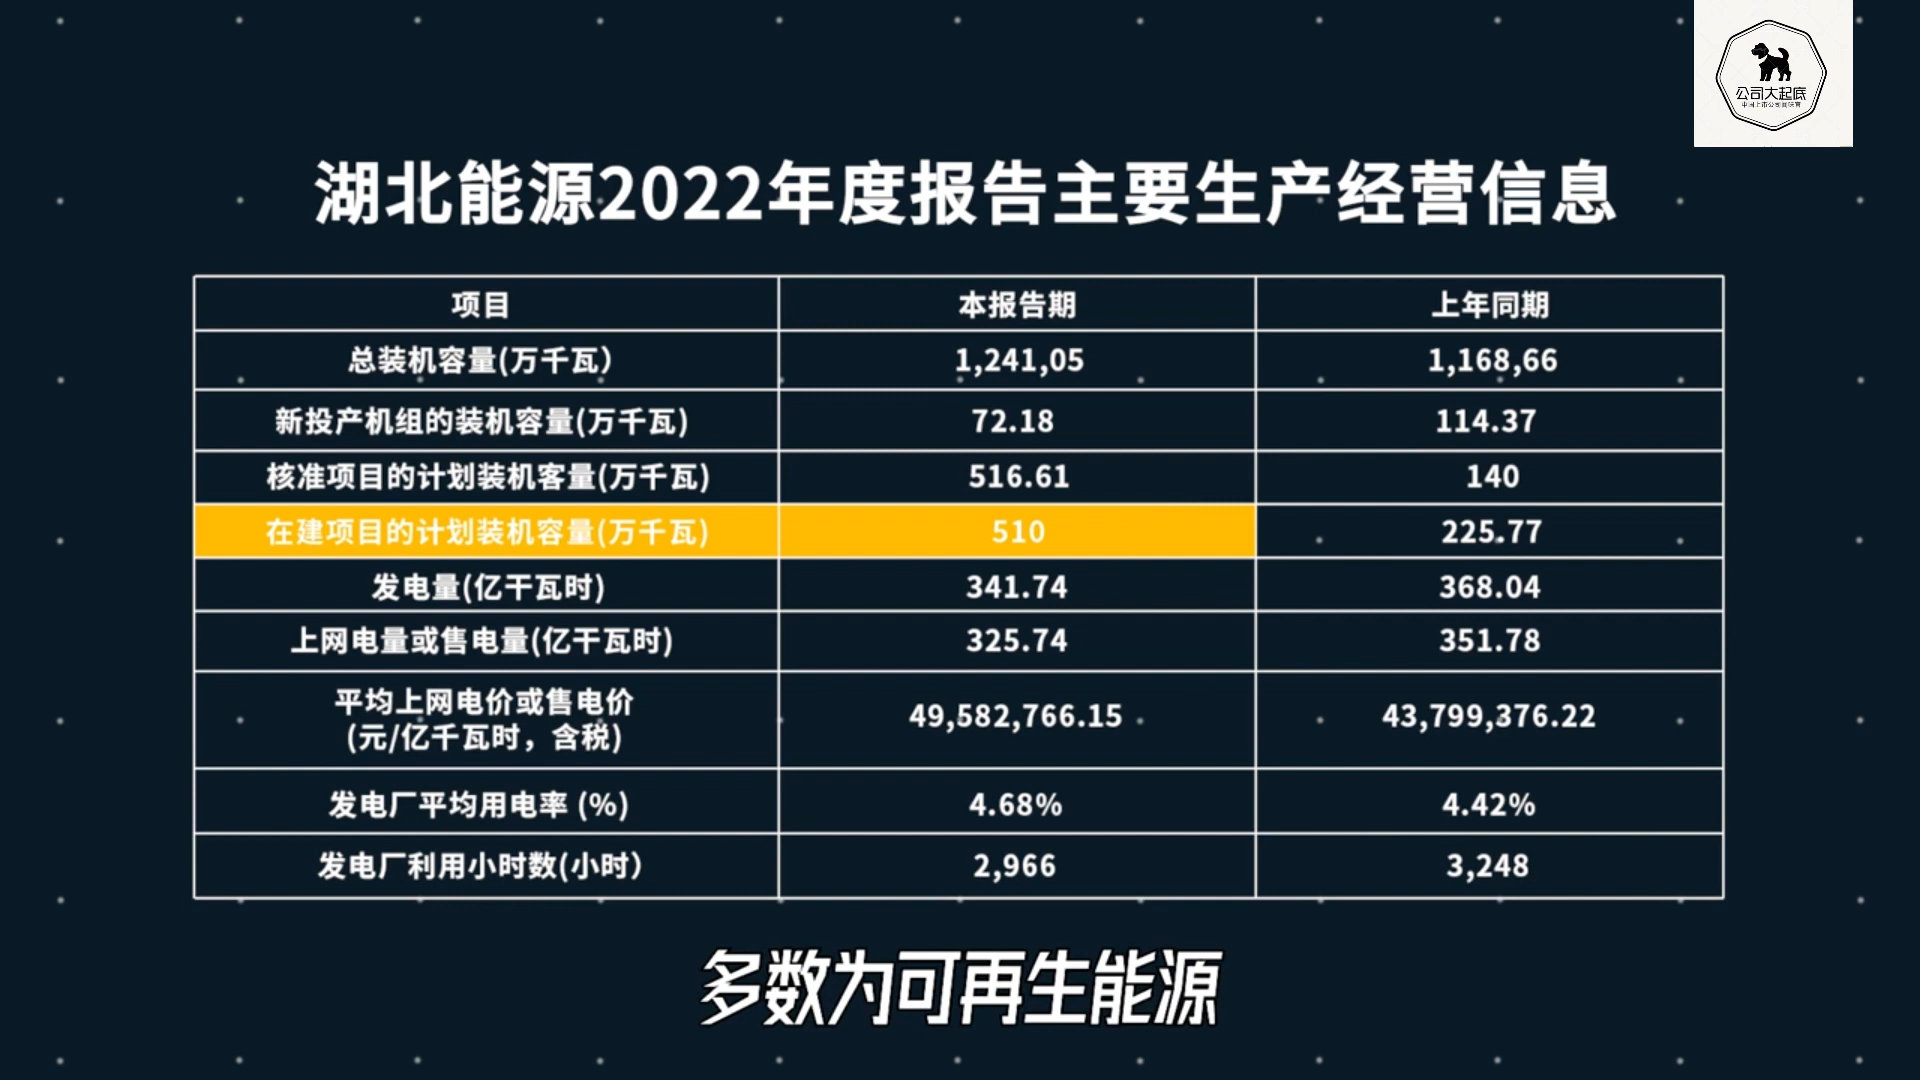 公司大起底
湖北能源2022年度报告主要生产经营信息
项目 本报告期 上年同期
总装机容量(万千瓦) 1,241,05 1,168,66
新投产机组的装机容量(万千瓦) 72.18 114.37
核准项目的计划装机客量(万千瓦) 516.61 140
在建项目的计划装机容量(万千瓦) 510 225.77
发电量(亿干瓦时) 341.74 368.04
上网电量或售电量(亿干瓦时) 325.74 351.78
平均上网电价或售电价
(元/亿千瓦时，含税) 49,582,766.15 43,799,376.22
发电厂平均用电率 (%) 4.68% 4.42%
发电厂利用小时数(小时) 2,966 3,248
多数为可再生能源